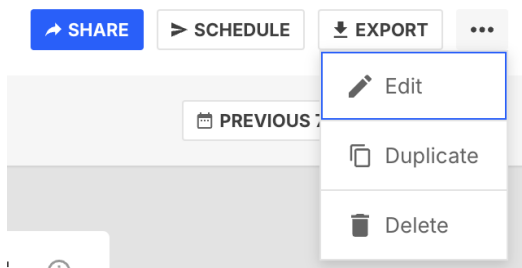 SHARE SCHEDULE EXPORT
Edit
PREVIOUS
Duplicate
Delete